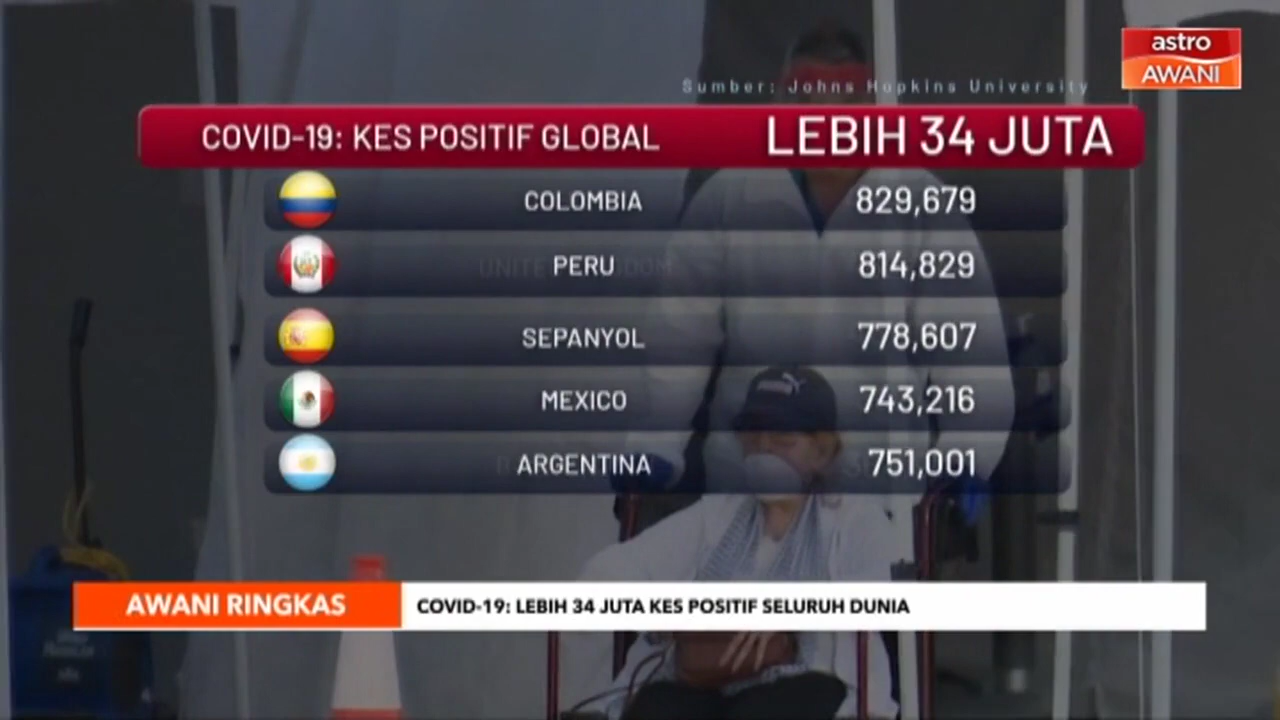 astro
AWANI
Sumber: Johns Hopkins University
COVID-19: KES POSITIF GLOBAL LEBIH 34 JUTA
COLOMBIA 829,679
PERU 814,829
SEPANYOL 778,607
MEXICO 743,216
ARGENTINA 751,001
AWANI RINGKAS COVID-19: LEBIH 34 JUTA KES POSITIF SELURUH DUNIA